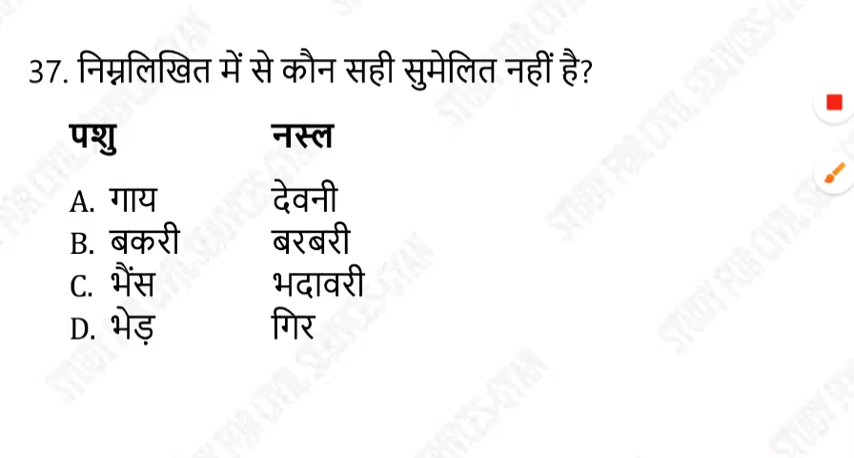 37. निम्नलिखित में से कौन सही सुमेलित नहीं है?
पशु नस्ल
A. गाय देवनी
B. बकरी बरबरी
C. भैंस भदावरी
D. भेड़ गिर